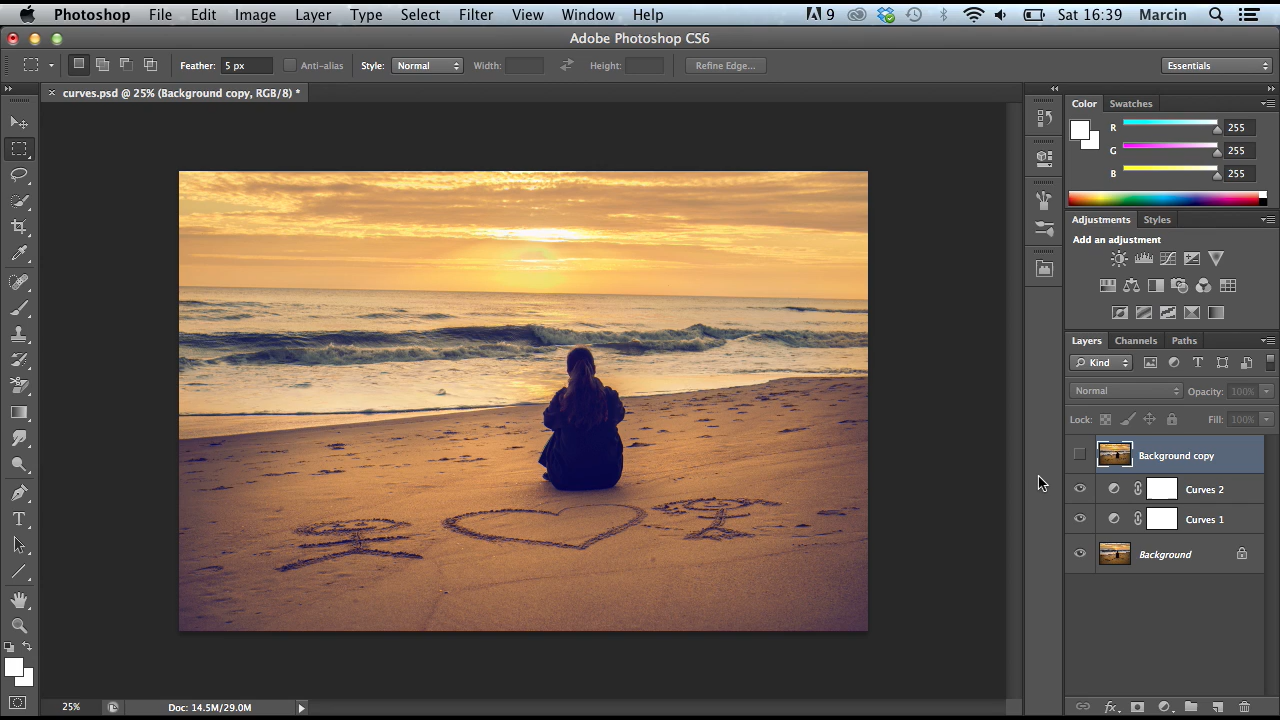 Photoshop File Edit Image Layer Type Select Filter View Window Help 9 Sat 16:39 Marcin
Adobe Photoshop CS6
Feather: 5 px Anti-alias Style: Normal Width: Height: Refine Edge... Essentials
curves.psd @ 25% (Background copy, RGB/8) *
Color Swatches
R 255
G 255
B 255
Adjustments Styles
Add an adjustment
Layers Channels Paths
Kind
Normal Opacity: 100%
Lock: Fill: 100%
Background copy
Curves 2
Curves 1
Background
25% Doc: 14.5M/29.0M